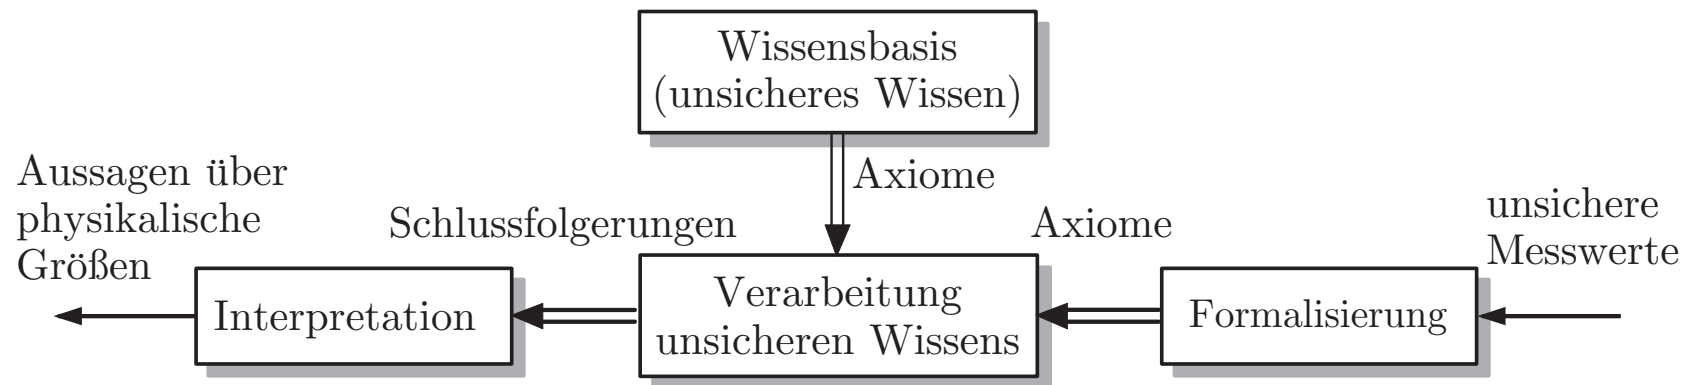 Wissensbasis
(unsicheres Wissen)
Axiome
Aussagen über
physikalische
Größen
Schlussfolgerungen
Axiome
unsichere
Messwerte
Interpretation
Verarbeitung
unsicheren Wissens
Formalisierung